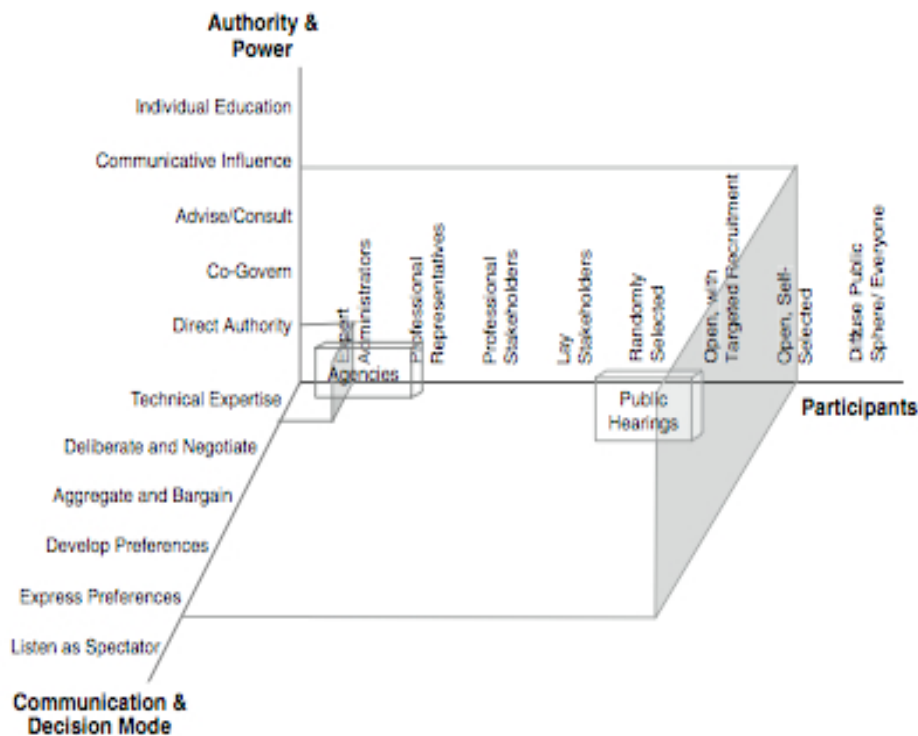 Authority &
Power
Individual Education
Communicative Influence
Advise/Consult
Co-Govern
Direct Authority
Expert
Administrators
Professional
Representatives
Professional
Stakeholders
Lay
Stakeholders
Randomly
Selected
Open, with
Targeted Recruitment
Open, Self-
Selected
Diffuse Public
Sphere/ Everyone
Agencies
Public
Hearings
Participants
Technical Expertise
Deliberate and Negotiate
Aggregate and Bargain
Develop Preferences
Express Preferences
Listen as Spectator
Communication &
Decision Mode